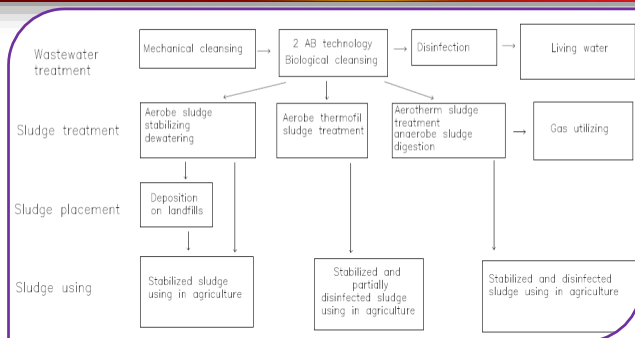 Wastewater
treatment
Mechanical cleansing
2 AB technology
Biological cleansing
Disinfection
Living water
Sludge treatment
Aerobe sludge
stabilizing
dewatering
Aerobe thermofil
sludge treatment
Aerotherm sludge
treatment
anaerobe sludge
digestion
Gas utilizing
Sludge placement
Deposition
on landfills
Sludge using
Stabilized sludge
using in agriculture
Stabilized and
partially
disinfected sludge
using in agriculture
Stabilized and disinfected
sludge using in agriculture